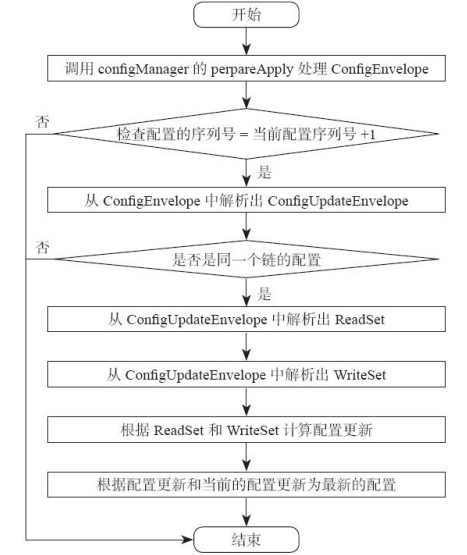 开始
调用 configManager 的 perpareApply 处理 ConfigEnvelope
否
检查配置的序列号 = 当前配置序列号 +1
是
从 ConfigEnvelope 中解析出 ConfigUpdateEnvelope
否
是否是同一个链的配置
是
从 ConfigUpdateEnvelope 中解析出 ReadSet
从 ConfigUpdateEnvelope 中解析出 WriteSet
根据 ReadSet 和 WriteSet 计算配置更新
根据配置更新和当前的配置更新为最新的配置
结束